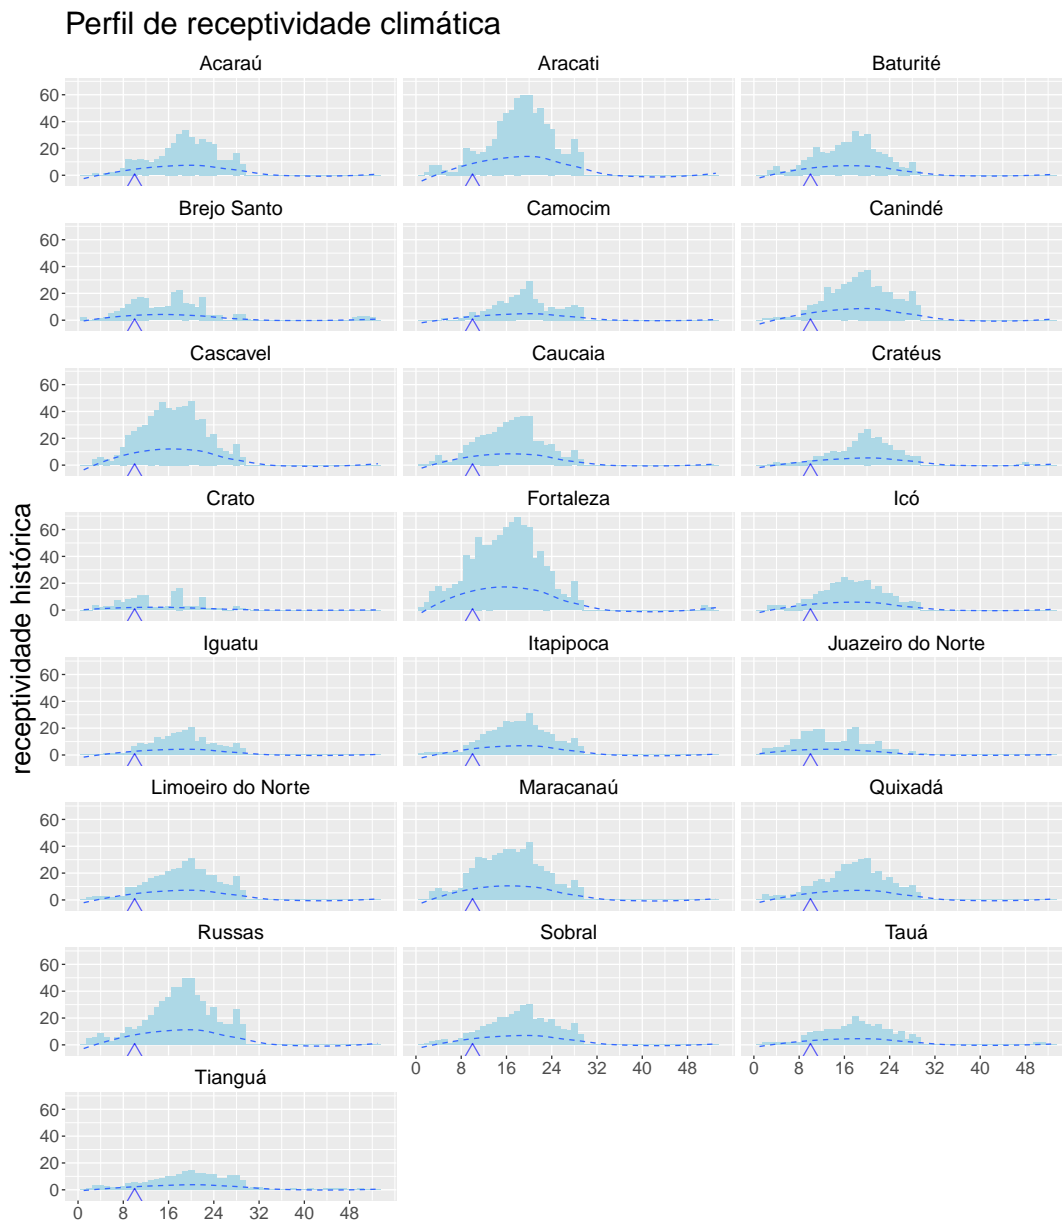 Perfil de receptividade climática
Acaraú Aracati Baturité
60
40
20
0
Brejo Santo Camocim Canindé
60
40
20
0
Cascavel Caucaia Cratéus
60
40
20
0
Crato Fortaleza Icó
60
40
20
0
receptividade histórica
Iguatu Itapipoca Juazeiro do Norte
60
40
20
0
Limoeiro do Norte Maracanaú Quixadá
60
40
20
0
Russas Sobral Tauá
60
40
20
0
0 8 16 24 32 40 48 0 8 16 24 32 40 48
Tianguá
60
40
20
0
0 8 16 24 32 40 48